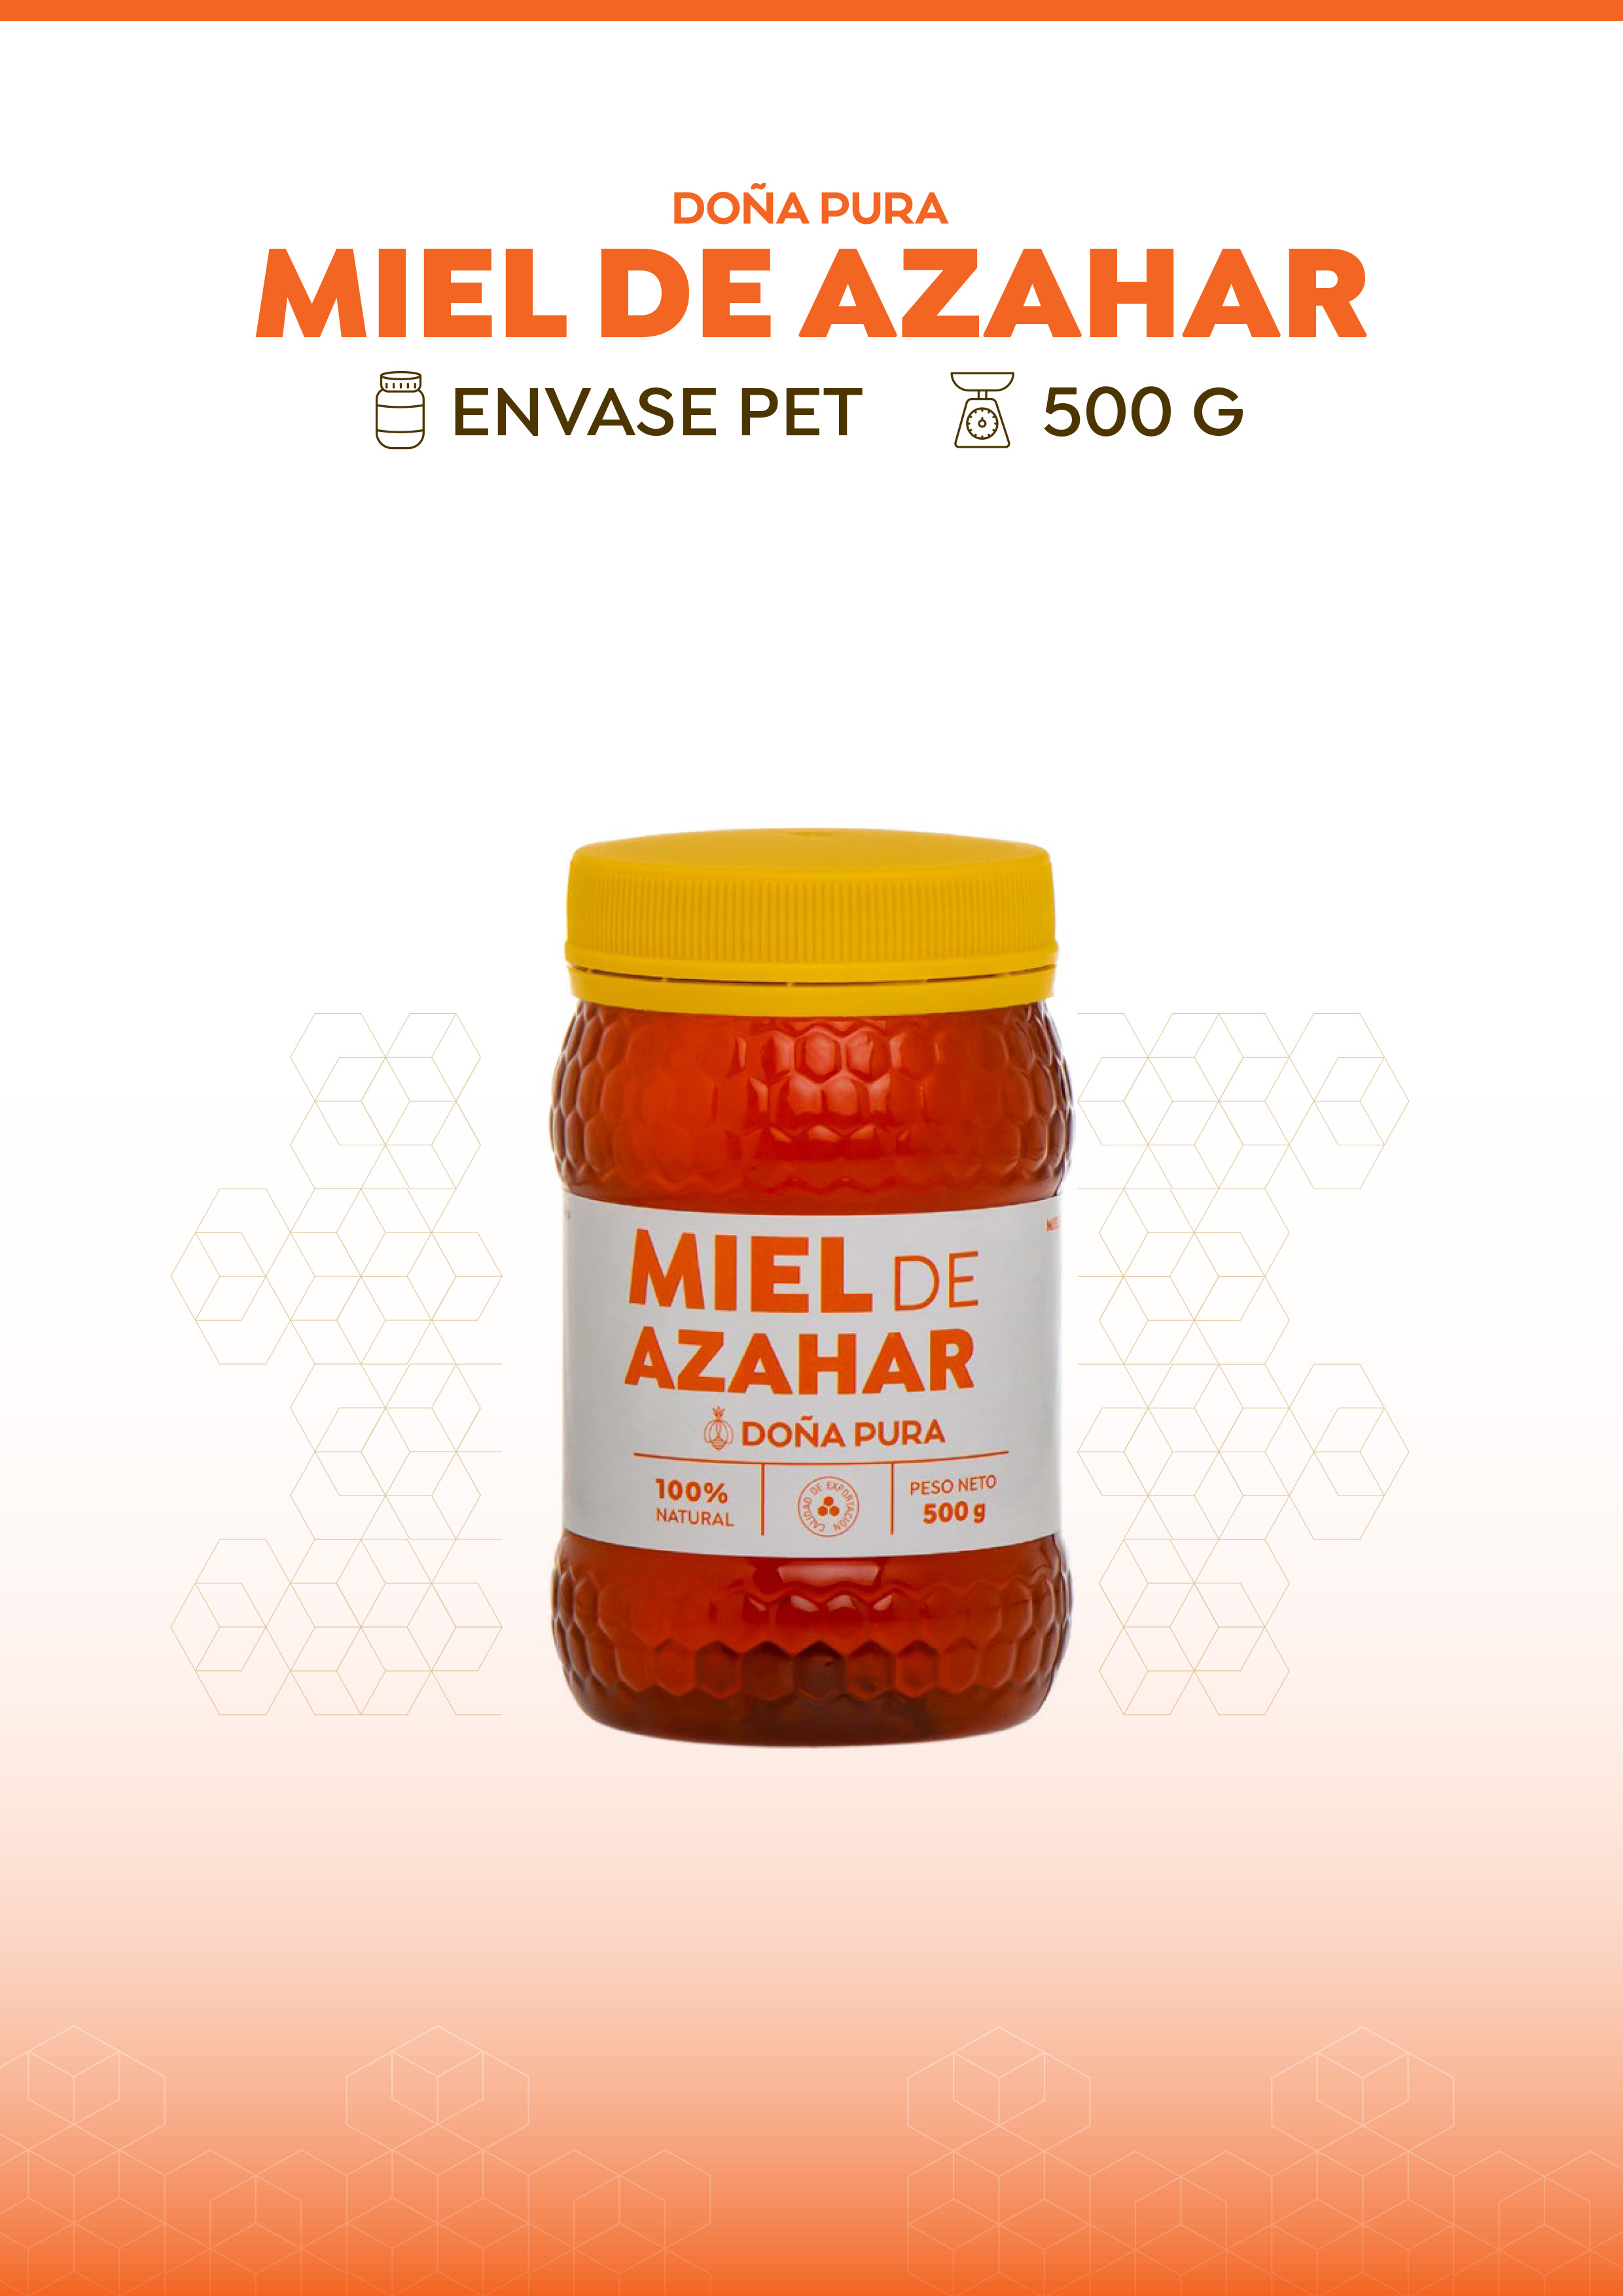 DOÑA PURA
MIEL DE AZAHAR
ENVASE PET 500 G
MIEL DE
AZAHAR
DOÑA PURA
100%
NATURAL
CALIDAD DE EXPORTACIÓN
PESO NETO
500 g